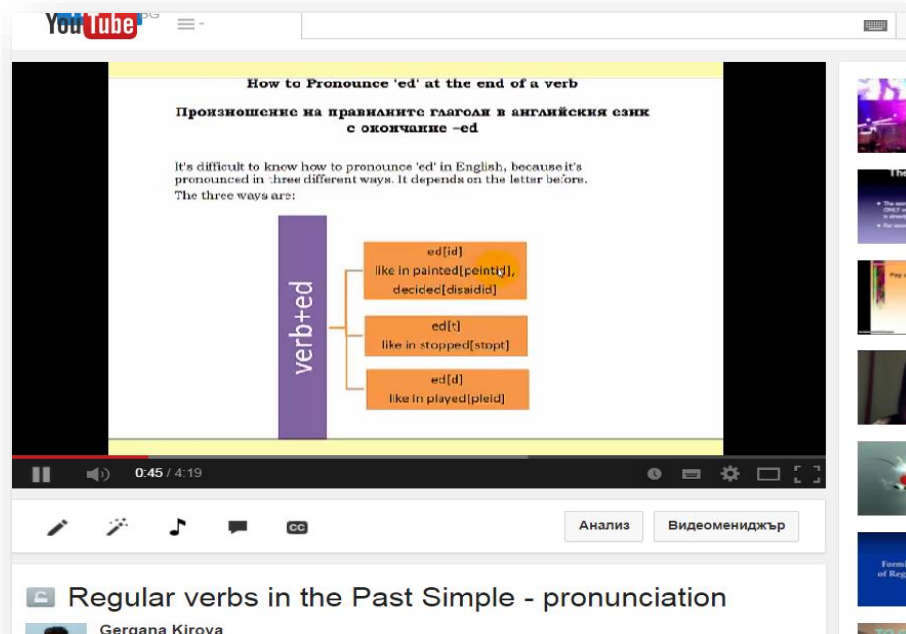 YouTube BG
How to Pronounce 'ed' at the end of a verb
Произношение на правилните глаголи в английския език
с окончание –ed
It's difficult to know how to pronounce 'ed' in English, because it's
pronounced in three different ways. It depends on the letter before.
The three ways are:
verb+ed
ed[id]
like in painted[peintid],
decided[disaidid]
ed[t]
like in stopped[stopt]
ed[d]
like in played[pleid]
0:45 / 4:19
CC
Анализ
Видеомениджър
Regular verbs in the Past Simple - pronunciation
Gergana Kirova